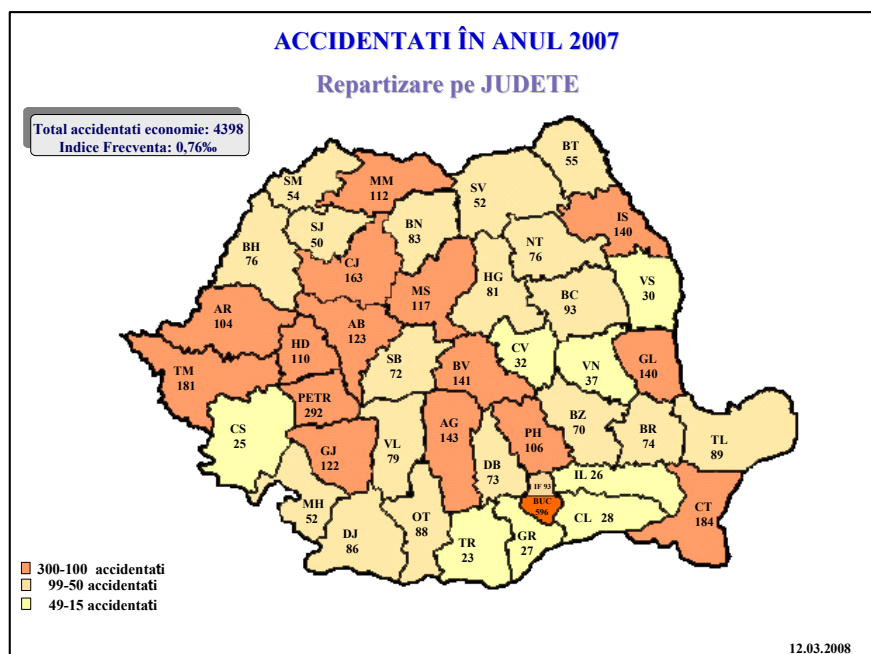 ACCIDENTATI ÎN ANUL 2007
Repartizare pe JUDETE
Total accidentati economie: 4398
Indice Frecventa: 0,76‰
BT
55
SM
54
MM
112
SV
52
IS
140
SJ
50
BN
83
NT
76
BH
76
CJ
163
HG
81
VS
30
MS
117
BC
93
AR
104
AB
123
HD
110
CV
32
SB
72
BV
141
VN
37
GL
140
TM
181
PETR
292
CS
25
AG
143
BZ
70
BR
74
TL
89
GJ
122
VL
79
PH
106
DB
73
IL 26
IF 93
MH
52
BUC
596
CT
184
DJ
86
OT
88
CL 28
TR
23
GR
27
300-100 accidentati
99-50 accidentati
49-15 accidentati
12.03.2008